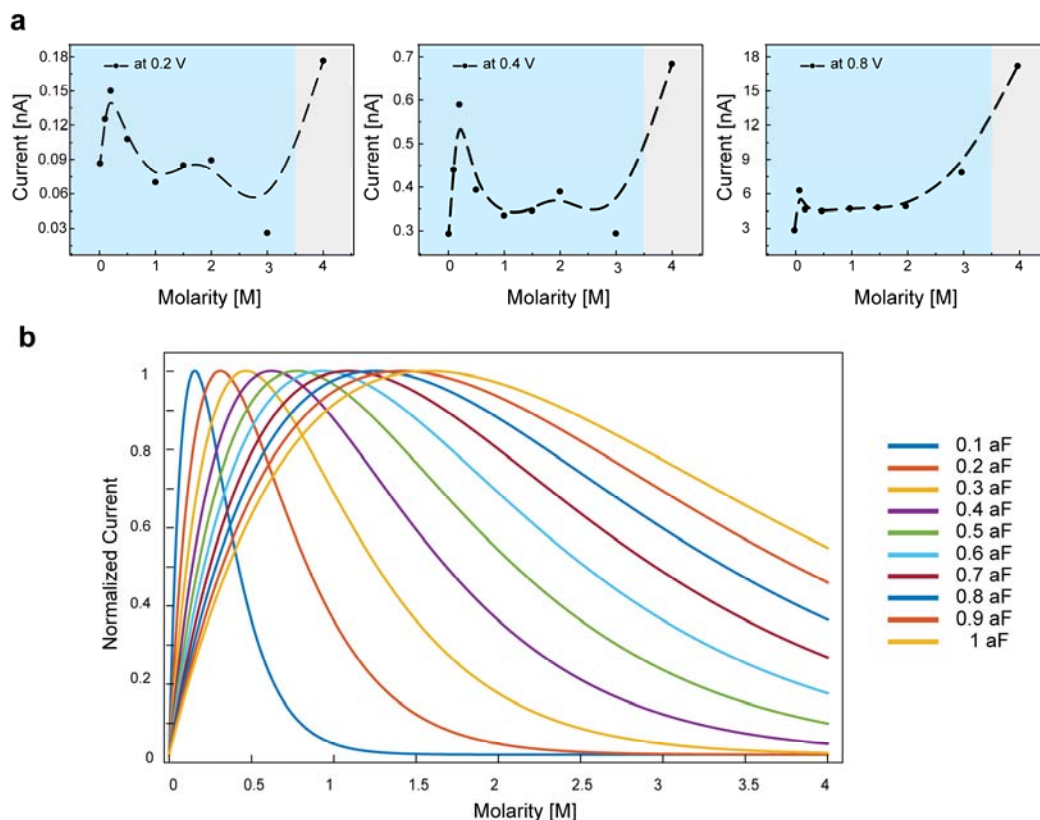 a
at 0.2 V
0.18
0.15
0.12
0.09
0.06
0.03
Current [nA]
0 1 2 3 4
Molarity [M]
at 0.4 V
0.7
0.6
0.5
0.4
0.3
Current [nA]
0 1 2 3 4
Molarity [M]
at 0.8 V
18
15
12
9
6
3
Current [nA]
0 1 2 3 4
Molarity [M]
b
1
0.8
0.6
0.4
0.2
0
Normalized Current
0 0.5 1 1.5 2 2.5 3 3.5 4
Molarity [M]
0.1 aF
0.2 aF
0.3 aF
0.4 aF
0.5 aF
0.6 aF
0.7 aF
0.8 aF
0.9 aF
1 aF